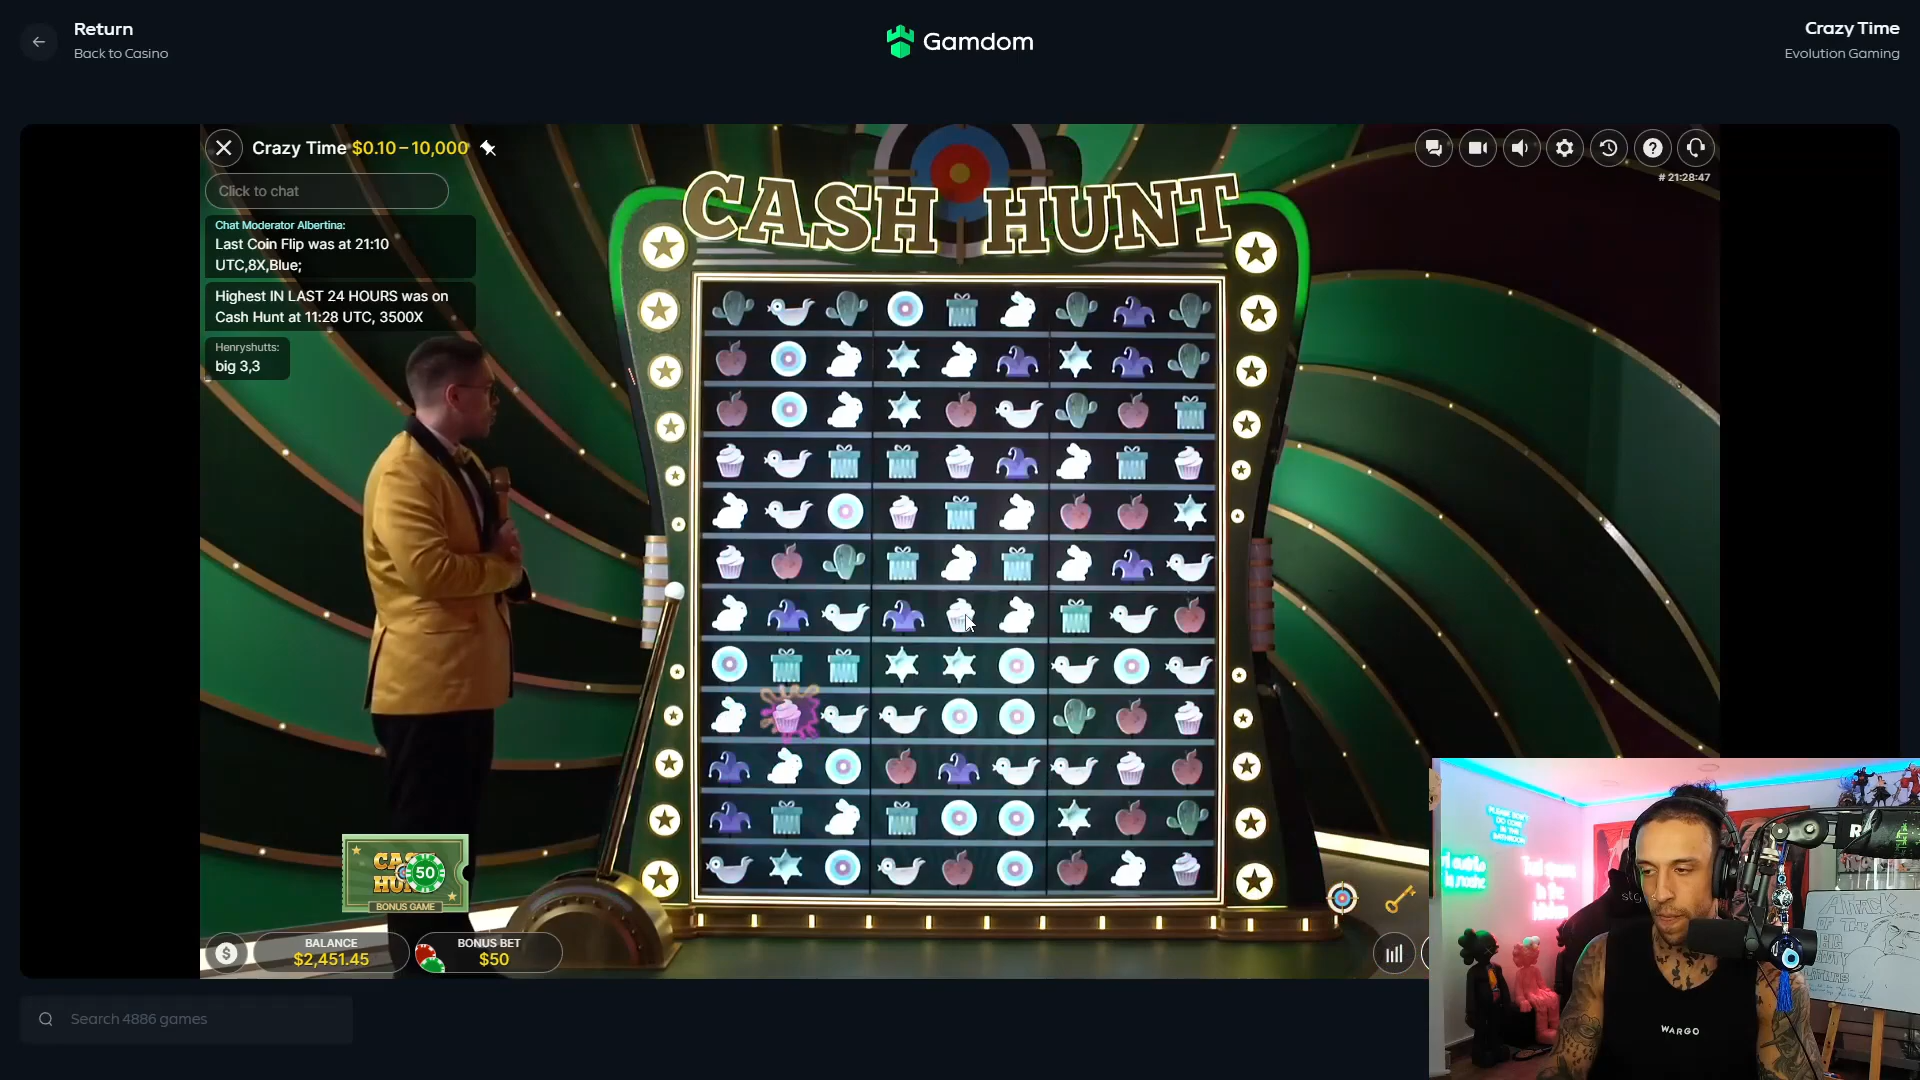 Return
Back to Casino
Gamdom
Crazy Time
Evolution Gaming
Crazy Time $0.10 – 10,000
# 21:28:47
Click to chat
Chat Moderator Albertina:
Last Coin Flip was at 21:10
UTC,8X,Blue;
Highest IN LAST 24 HOURS was on
Cash Hunt at 11:28 UTC, 3500X
Henryshutts:
big 3,3
CASH HUNT
50
BONUS GAME
BALANCE
$2,451.45
BONUS BET
$50
Search 4886 games
WARGO
ATTACK
OF THE